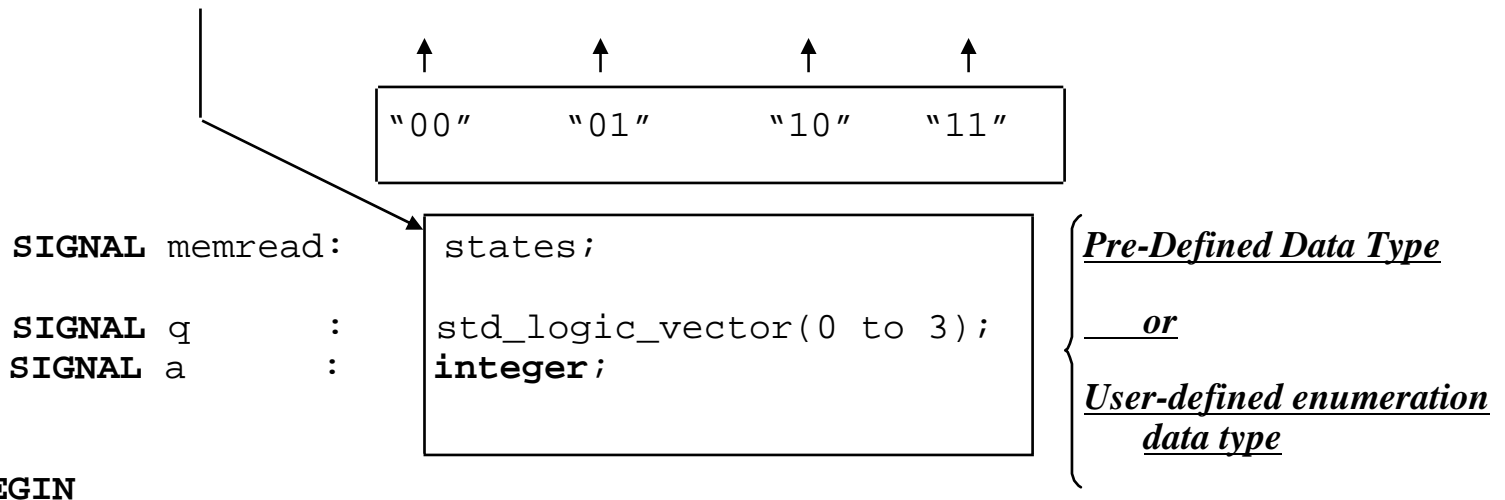 “00” “01” “10” “11”
SIGNAL memread: states; Pre-Defined Data Type
SIGNAL q : std_logic_vector(0 to 3); or
SIGNAL a : integer;
User-defined enumeration
data type
EGIN